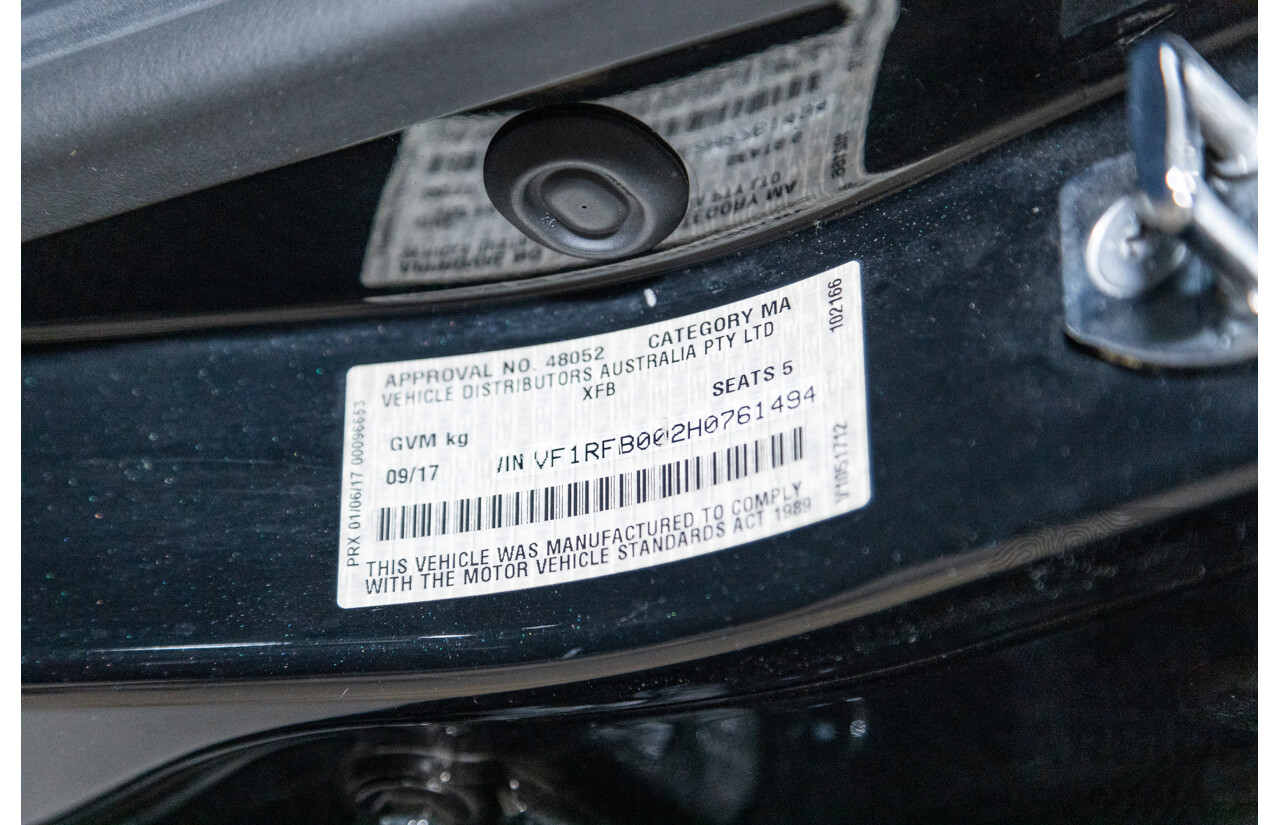 APPROVAL NO. 48052 CATEGORY MA
VEHICLE DISTRIBUTORS AUSTRALIA PTY LTD
XFB
GVM kg SEATS 5
09/17 VIN VF1RFB002H0761494
THIS VEHICLE WAS MANUFACTURED TO COMPLY
WITH THE MOTOR VEHICLE STANDARDS ACT 1989
PRX 01/06/17 00096653
V1051712 102166